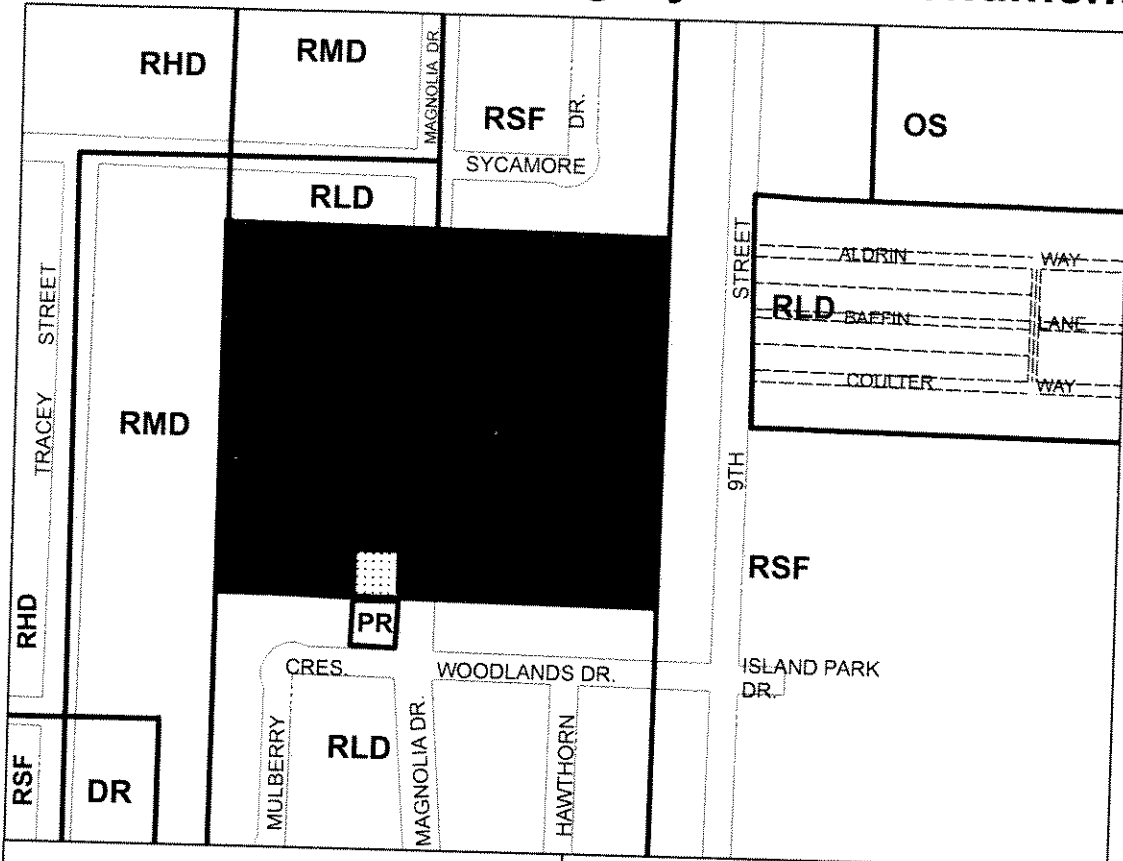 RHD
RMD
MAGNOLIA DR
RSF
DR.
SYCAMORE
OS
RLD
STREET
ALDRIN WAY
RLD
BAFFIN LANE
COULTER WAY
TRACEY STREET
RMD
9TH
RSF
RHD
PR
CRES.
WOODLANDS DR.
ISLAND PARK
DR.
MULBERRY
RLD
MAGNOLIA DR.
HAWTHORN
RSF
DR